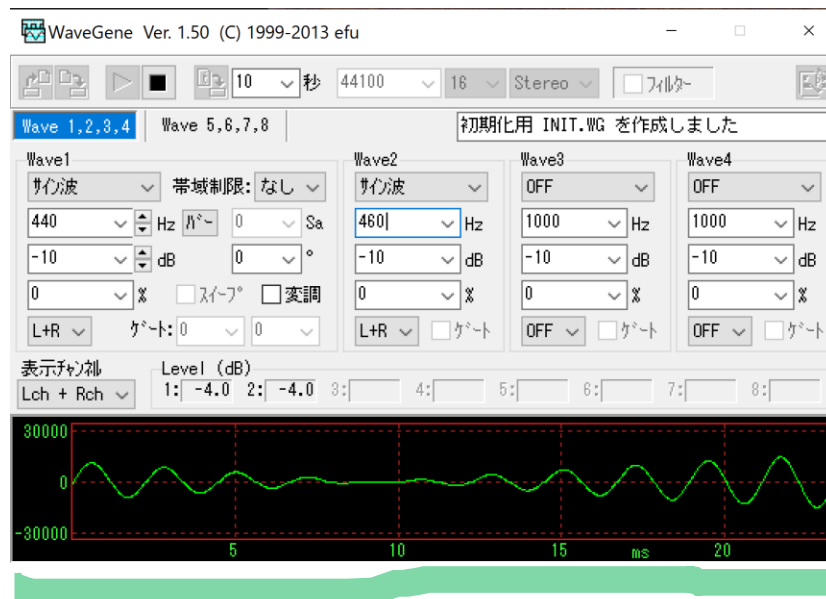 WaveGene Ver. 1.50 (C) 1999-2013 efu
10 秒 44100 16 Stereo フィルター
Wave 1,2,3,4 Wave 5,6,7,8 初期化用 INIT.WG を作成しました
Wave1 Wave2 Wave3 Wave4
サイン波 帯域制限: なし サイン波 OFF OFF
440 Hz バー 0 Sa 460 Hz 1000 Hz 1000 Hz
-10 dB 0 ° -10 dB -10 dB -10 dB
0 % スイープ 変調 0 % 0 % 0 %
L+R ゲート: 0 0 L+R ゲート OFF ゲート OFF ゲート
表示チャンネル Level (dB)
Lch + Rch 1: -4.0 2: -4.0 3: 4: 5: 6: 7: 8:
30000
0
-30000
5 10 15 ms 20